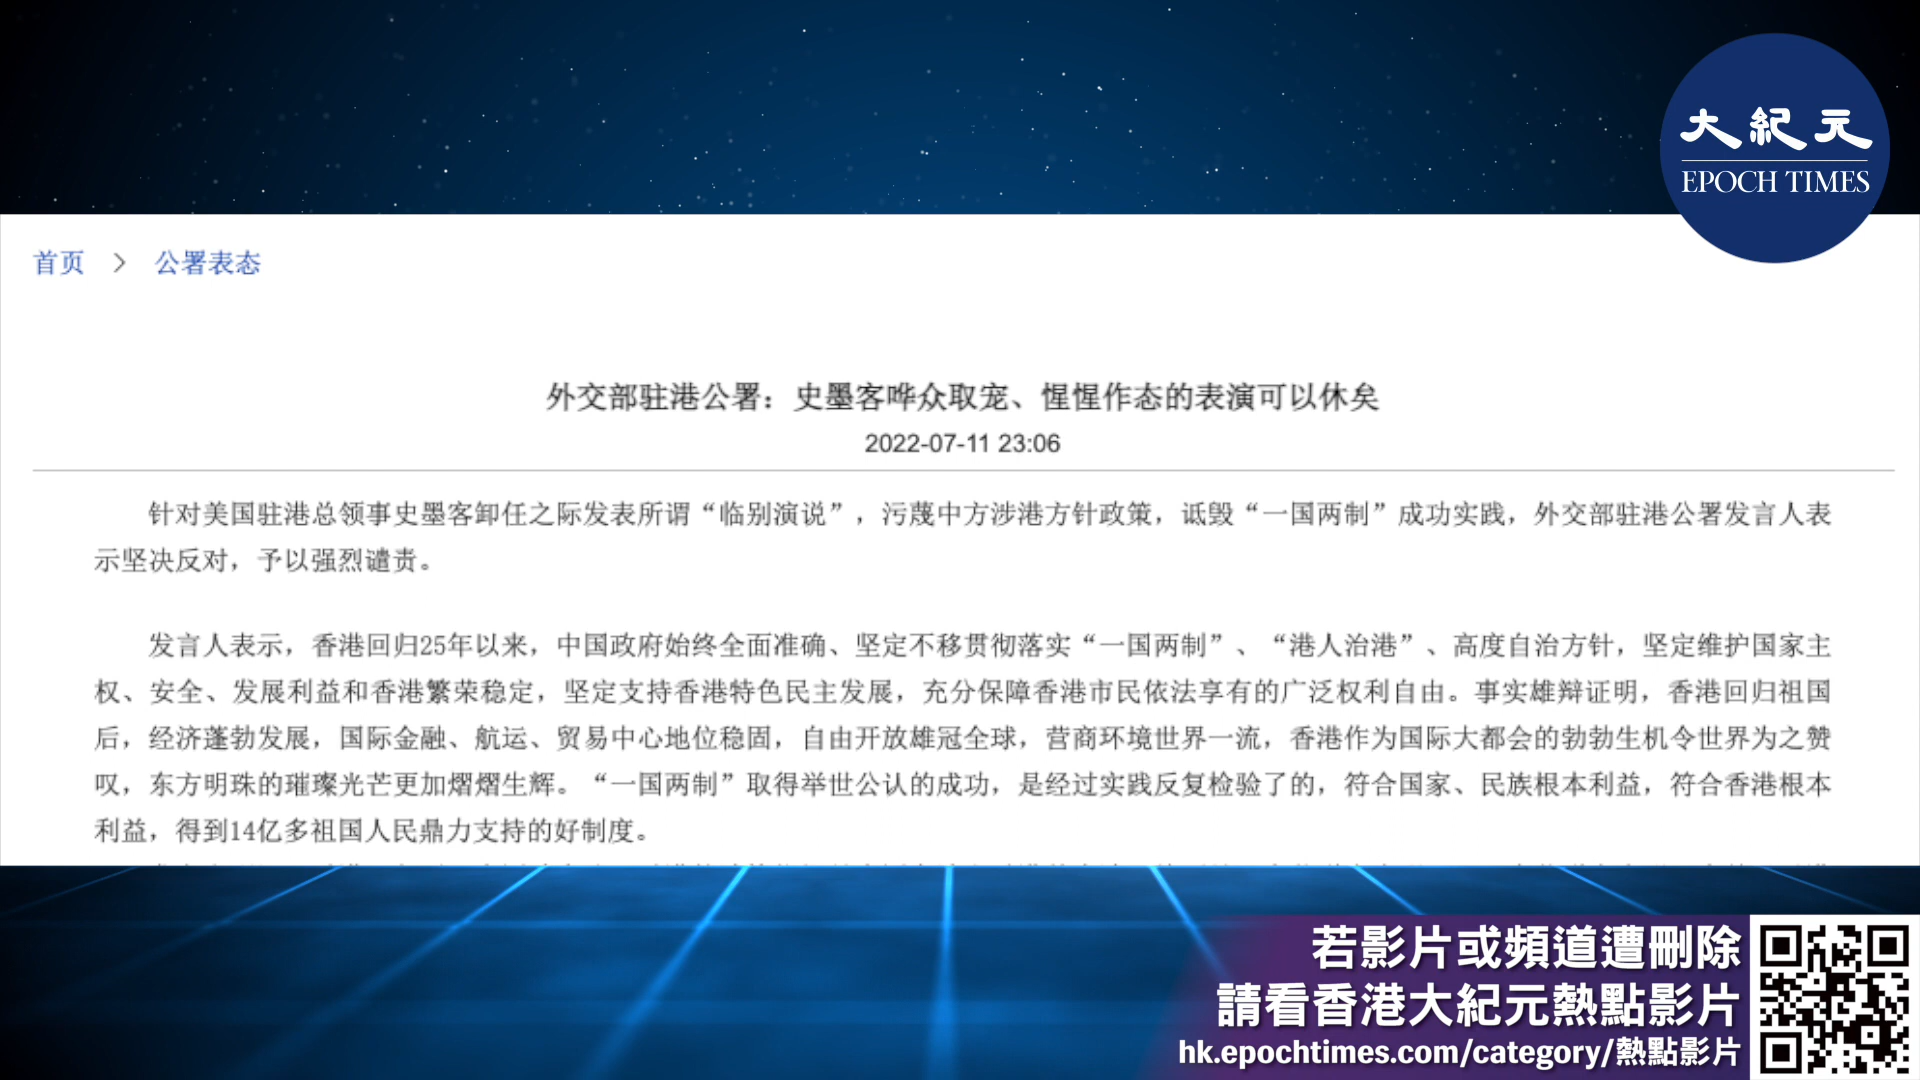 大紀元
EPOCH TIMES
首页 > 公署表态
外交部驻港公署：史墨客哗众取宠、惺惺作态的表演可以休矣
2022-07-11 23:06
针对美国驻港总领事史墨客卸任之际发表所谓“临别演说”，污蔑中方涉港方针政策，诋毁“一国两制”成功实践，外交部驻港公署发言人表
示坚决反对，予以强烈谴责。
发言人表示，香港回归25年以来，中国政府始终全面准确、坚定不移贯彻落实“一国两制”、“港人治港”、高度自治方针，坚定维护国家主
权、安全、发展利益和香港繁荣稳定，坚定支持香港特色民主发展，充分保障香港市民依法享有的广泛权利自由。事实雄辩证明，香港回归祖国
后，经济蓬勃发展，国际金融、航运、贸易中心地位稳固，自由开放雄冠全球，营商环境世界一流，香港作为国际大都会的勃勃生机令世界为之赞
叹，东方明珠的璀璨光芒更加熠熠生辉。“一国两制”取得举世公认的成功，是经过实践反复检验了的，符合国家、民族根本利益，符合香港根本
利益，得到14亿多祖国人民鼎力支持的好制度。
若影片或頻道遭刪除
請看香港大紀元熱點影片
hk.epochtimes.com/category/熱點影片